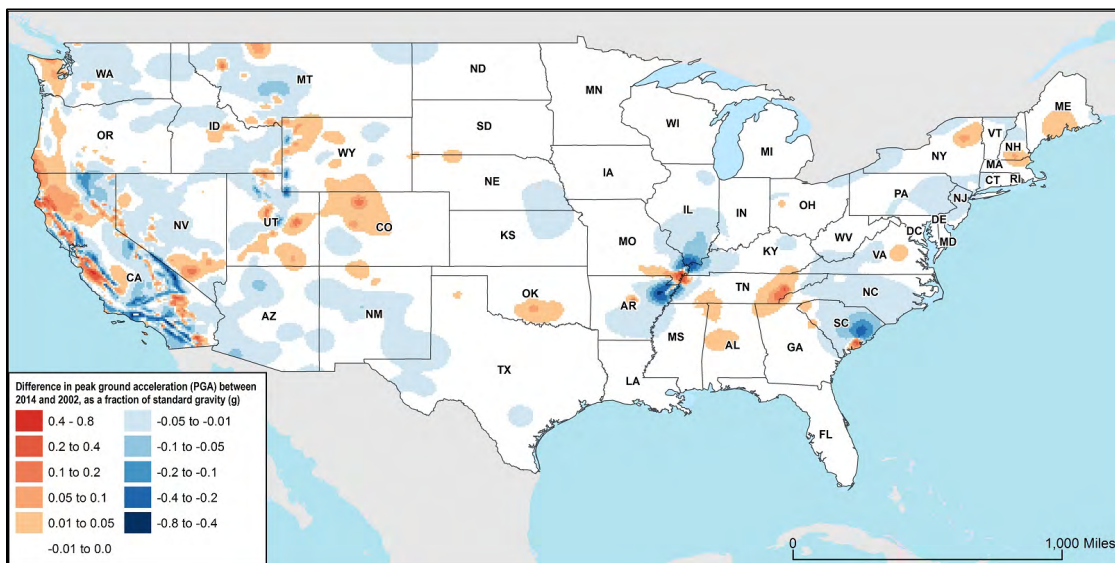 WA
MT
ND
MN
ME
OR
ID
SD
WI
VT
NH
WY
MI
NY
MA
CT RI
NE
IA
PA
NJ
NV
UT
CO
IL
IN
OH
DE
DC
MD
KS
MO
WV
VA
CA
KY
OK
TN
NC
AZ
NM
AR
SC
MS
AL
GA
TX
LA
FL
Difference in peak ground acceleration (PGA) between
2014 and 2002, as a fraction of standard gravity (g)
0.4 - 0.8
0.2 to 0.4
0.1 to 0.2
0.05 to 0.1
0.01 to 0.05
-0.01 to 0.0
-0.05 to -0.01
-0.1 to -0.05
-0.2 to -0.1
-0.4 to -0.2
-0.8 to -0.4
0 1,000 Miles